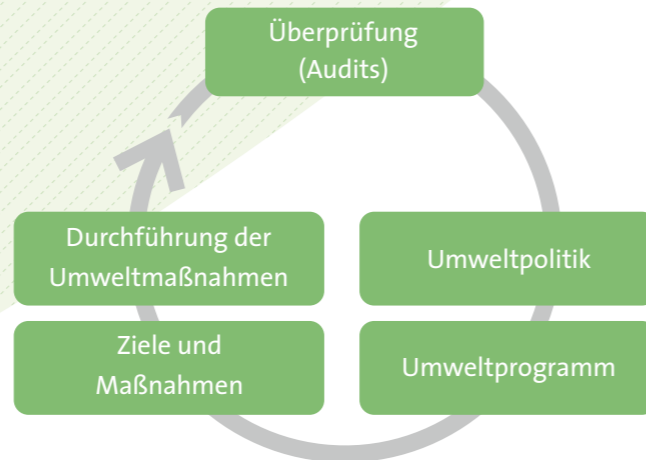 Überprüfung
(Audits)
Umweltpolitik
Umweltprogramm
Ziele und
Maßnahmen
Durchführung der
Umweltmaßnahmen